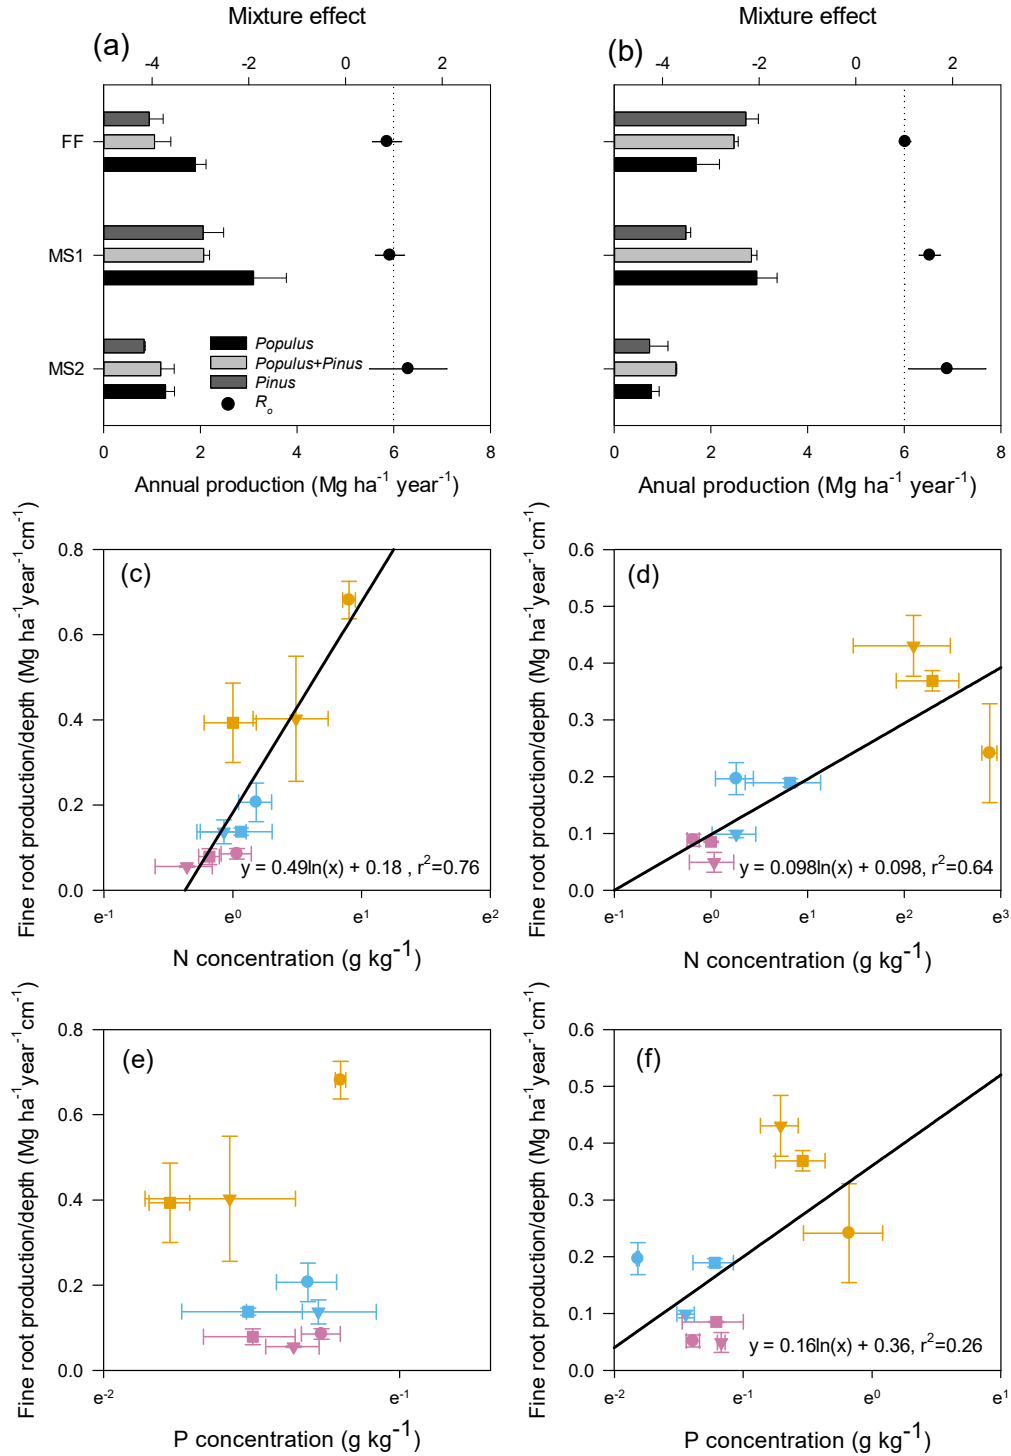 Mixture effect
Mixture effect
(a)
-4 -2 0 2
(b)
-4 -2 0 2
FF
MS1
MS2
Populus
Populus+Pinus
Pinus
Rₒ
0 2 4 6 8
0 2 4 6 8
Annual production (Mg ha⁻¹ year⁻¹)
Anual production (Mg ha⁻¹ year⁻¹)
(c)
Fine root production/depth (Mg ha⁻¹year⁻¹cm⁻¹)
0.8
0.6
0.4
0.2
0.0
y = 0.49ln(x) + 0.18 , r²=0.76
e⁻¹ e⁰ e¹ e²
N concentration (g kg⁻¹)
(d)
Fine root production/depth (Mg ha⁻¹year⁻¹cm⁻¹)
0.6
0.5
0.4
0.3
0.2
0.1
0.0
y = 0.098ln(x) + 0.098, r²=0.64
e⁻¹ e⁰ e¹ e² e³
N concentration (g kg⁻¹)
(e)
Fine root production/depth (Mg ha⁻¹year⁻¹cm⁻¹)
0.8
0.6
0.4
0.2
0.0
e⁻² e⁻¹
P concentration (g kg⁻¹)
(f)
Fine root production/depth (Mg ha⁻¹year⁻¹cm⁻¹)
0.6
0.5
0.4
0.3
0.2
0.1
0.0
y = 0.16ln(x) + 0.36, r²=0.26
e⁻² e⁻¹ e⁰ e¹
P concentration (g kg⁻¹)